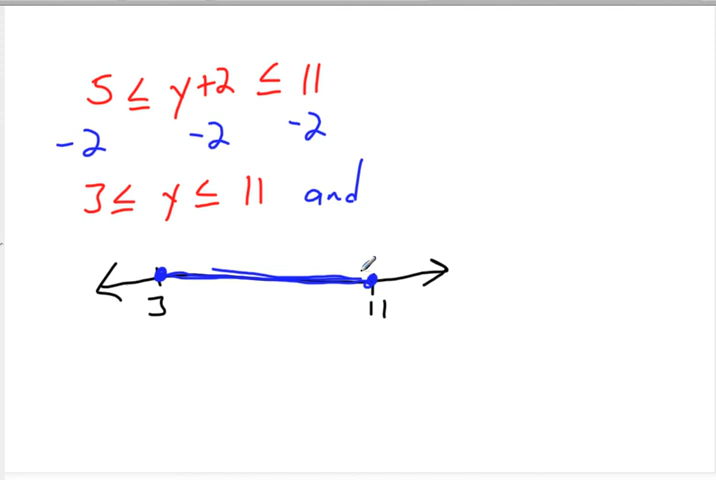 5 ≤ y+2 ≤ 11
-2 -2 -2
3 ≤ y ≤ 11 and
3 11